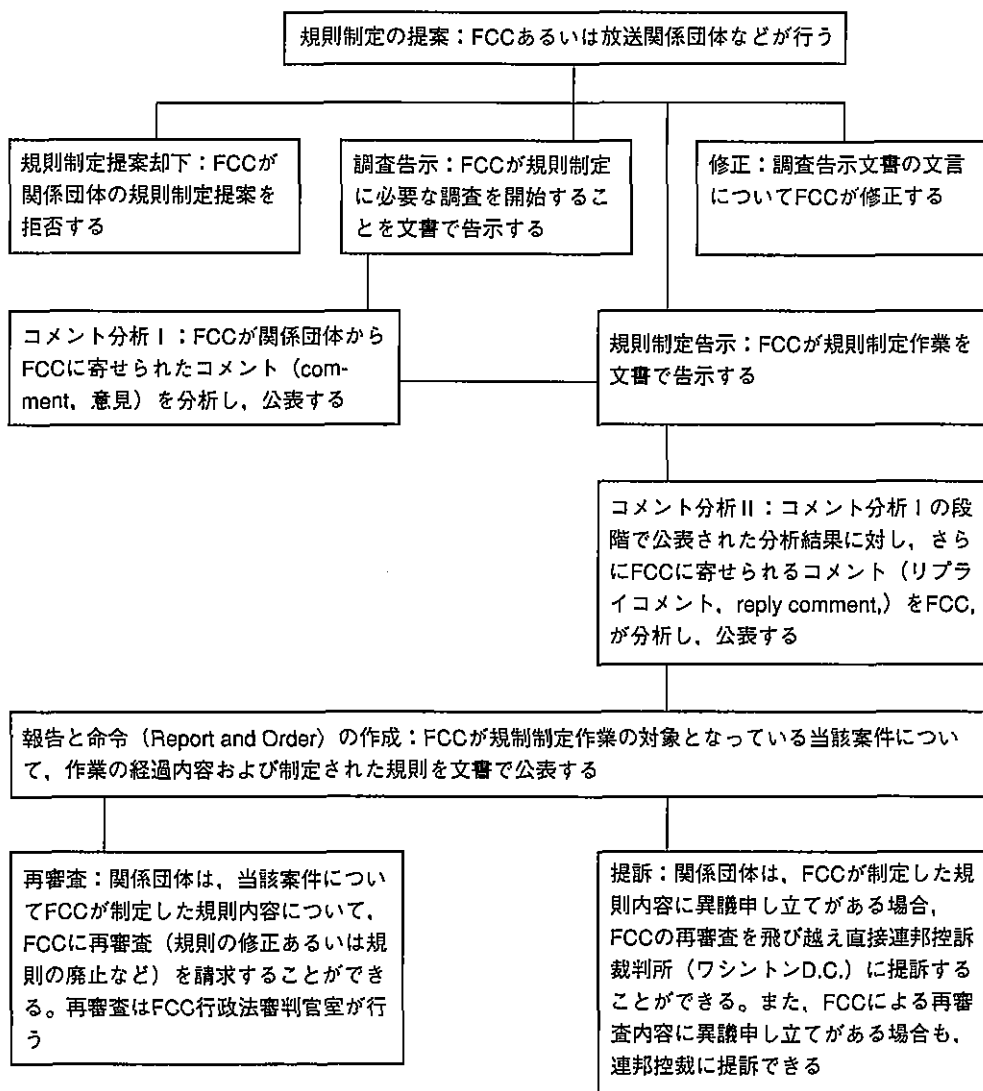 規則制定の提案：FCCあるいは放送関係団体などが行う
規則制定提案却下：FCCが
関係団体の規則制定提案を
拒否する
調査告示：FCCが規則制定
に必要な調査を開始するこ
とを文書で告示する
修正：調査告示文書の文言
についてFCCが修正する
コメント分析Ⅰ：FCCが関係団体から
FCCに寄せられたコメント（com-
ment，意見）を分析し，公表する
規則制定告示：FCCが規則制定作業を
文書で告示する
コメント分析Ⅱ：コメント分析Ⅰの段
階で公表された分析結果に対し，さら
にFCCに寄せられるコメント（リプラ
イコメント，reply comment,）をFCC,
が分析し，公表する
報告と命令（Report and Order）の作成：FCCが規制制定作業の対象となっている当該案件につい
て，作業の経過内容および制定された規則を文書で公表する
再審査：関係団体は，当該案件につい
てFCCが制定した規則内容について，
FCCに再審査（規則の修正あるいは規
則の廃止など）を請求することができ
る。再審査はFCC行政法審判官室が行
う
提訴：関係団体は，FCCが制定した規
則内容に異議申し立てがある場合，
FCCの再審査を飛び越え直接連邦控訴
裁判所（ワシントンD.C.）に提訴する
ことができる。また，FCCによる再審
査内容に異議申し立てがある場合も，
連邦控裁に提訴できる